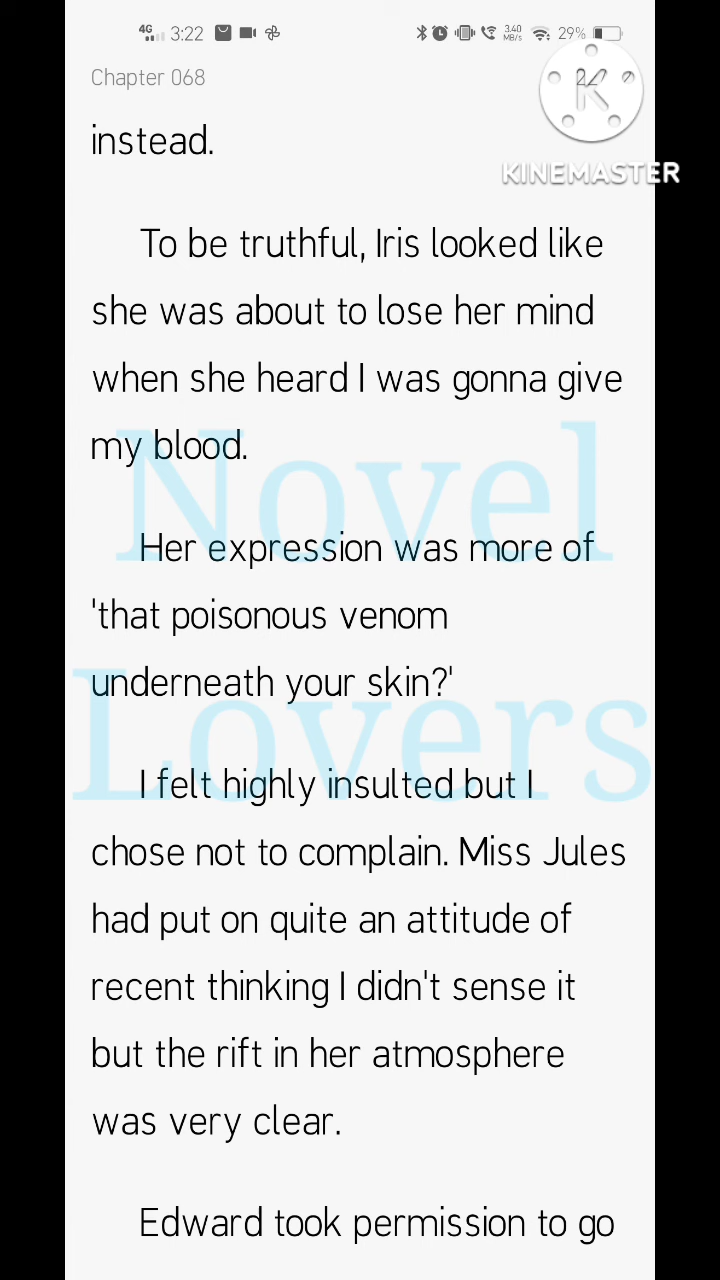 4G 3:22 3.40 MB/s 29%
Chapter 068
KINEMASTER
instead.
To be truthful, Iris looked like
she was about to lose her mind
when she heard I was gonna give
my blood.
Her expression was more of
'that poisonous venom
underneath your skin?'
I felt highly insulted but I
chose not to complain. Miss Jules
had put on quite an attitude of
recent thinking I didn't sense it
but the rift in her atmosphere
was very clear.
Edward took permission to go
Novel
Lovers